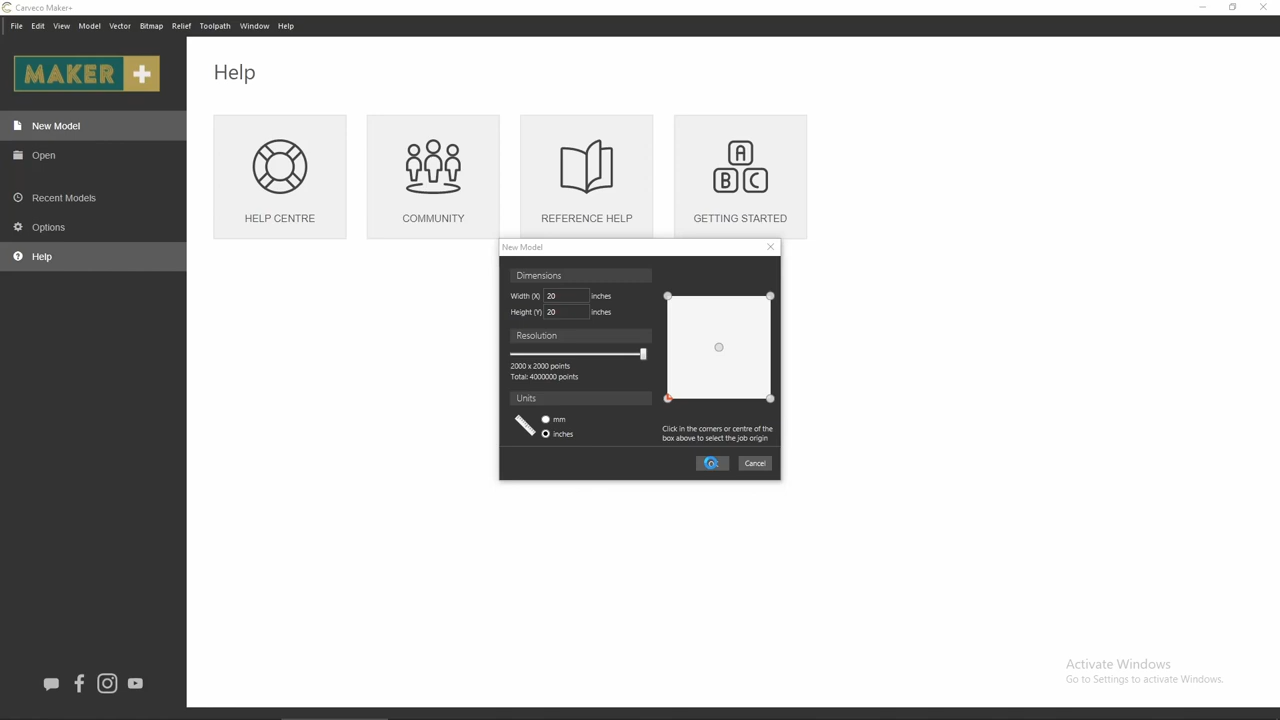 Carveco Maker+
File Edit View Model Vector Bitmap Relief Toolpath Window Help
MAKER +
New Model
Open
Recent Models
Options
Help
Help
HELP CENTRE COMMUNITY REFERENCE HELP GETTING STARTED
A
B C
New Model
Dimensions
Width (X) 20 inches
Height (Y) 20 inches
Resolution
2000 x 2000 points
Total: 4000000 points
Units
mm
inches
Click in the corners or centre of the
box above to select the job origin
Cancel
Activate Windows
Go to Settings to activate Windows.